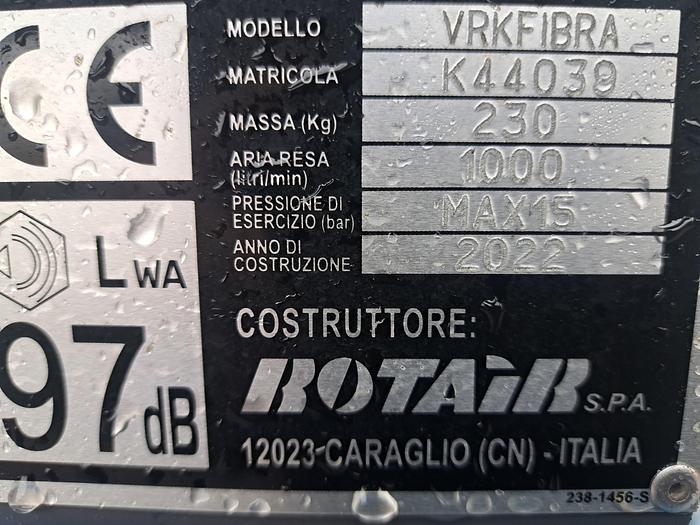 CE
MODELLO VRKFIBRA
MATRICOLA K44039
MASSA (Kg) 230
ARIA RESA
(litri/min) 1000
PRESSIONE DI
ESERCIZIO (bar) MAX15
ANNO DI
COSTRUZIONE 2022
LWA
97 dB
COSTRUTTORE:
ROTAIR S.P.A.
12023-CARAGLIO (CN) - ITALIA
238-1456-S